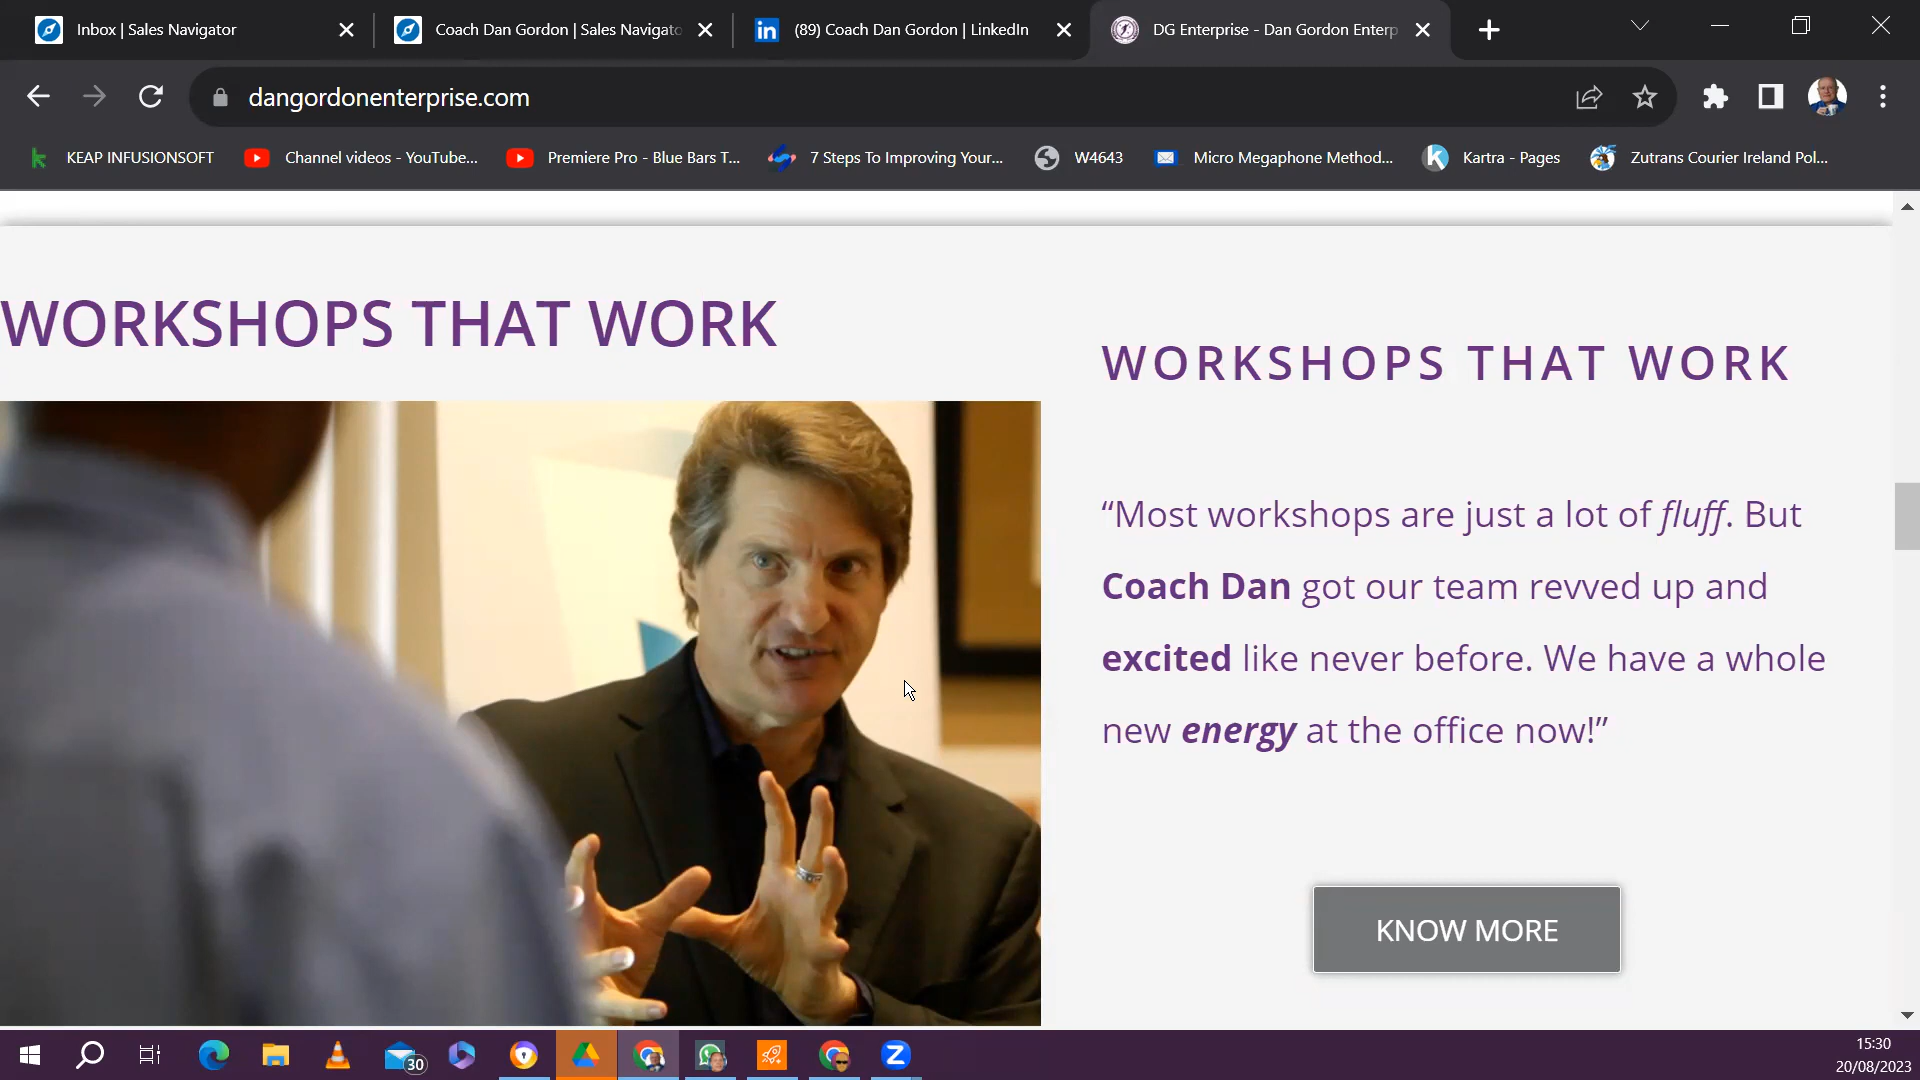 Inbox | Sales Navigator
Coach Dan Gordon | Sales Navigato
(89) Coach Dan Gordon | LinkedIn
DG Enterprise - Dan Gordon Enterp
dangordonenterprise.com
KEAP INFUSIONSOFT
Channel videos - YouTube...
Premiere Pro - Blue Bars T...
7 Steps To Improving Your...
W4643
Micro Megaphone Method...
Kartra - Pages
Zutrans Courier Ireland Pol...
WORKSHOPS THAT WORK
WORKSHOPS THAT WORK
“Most workshops are just a lot of fluff. But
Coach Dan got our team revved up and
excited like never before. We have a whole
new energy at the office now!”
KNOW MORE
30
15:30
20/08/2023